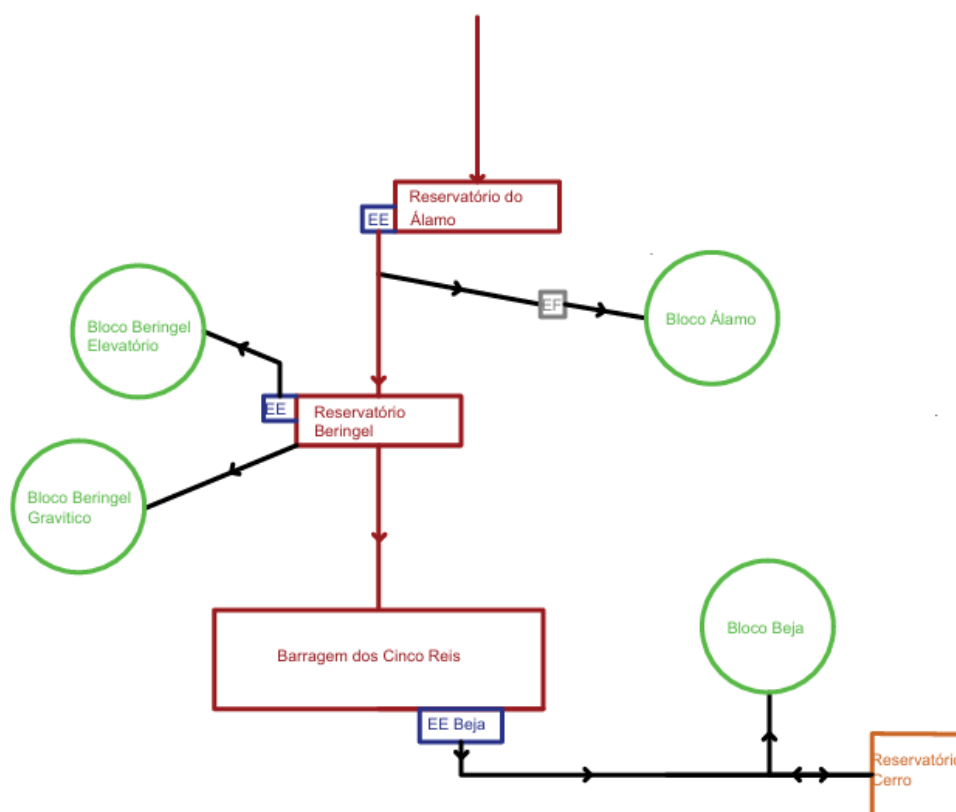 Reservatório do
Álamo
EE
EF
Bloco Álamo
Bloco Beringel
Elevatório
EE
Reservatório
Beringel
Bloco Beringel
Gravitico
Bloco Beja
Barragem dos Cinco Reis
EE Beja
Reservatório
Cerro